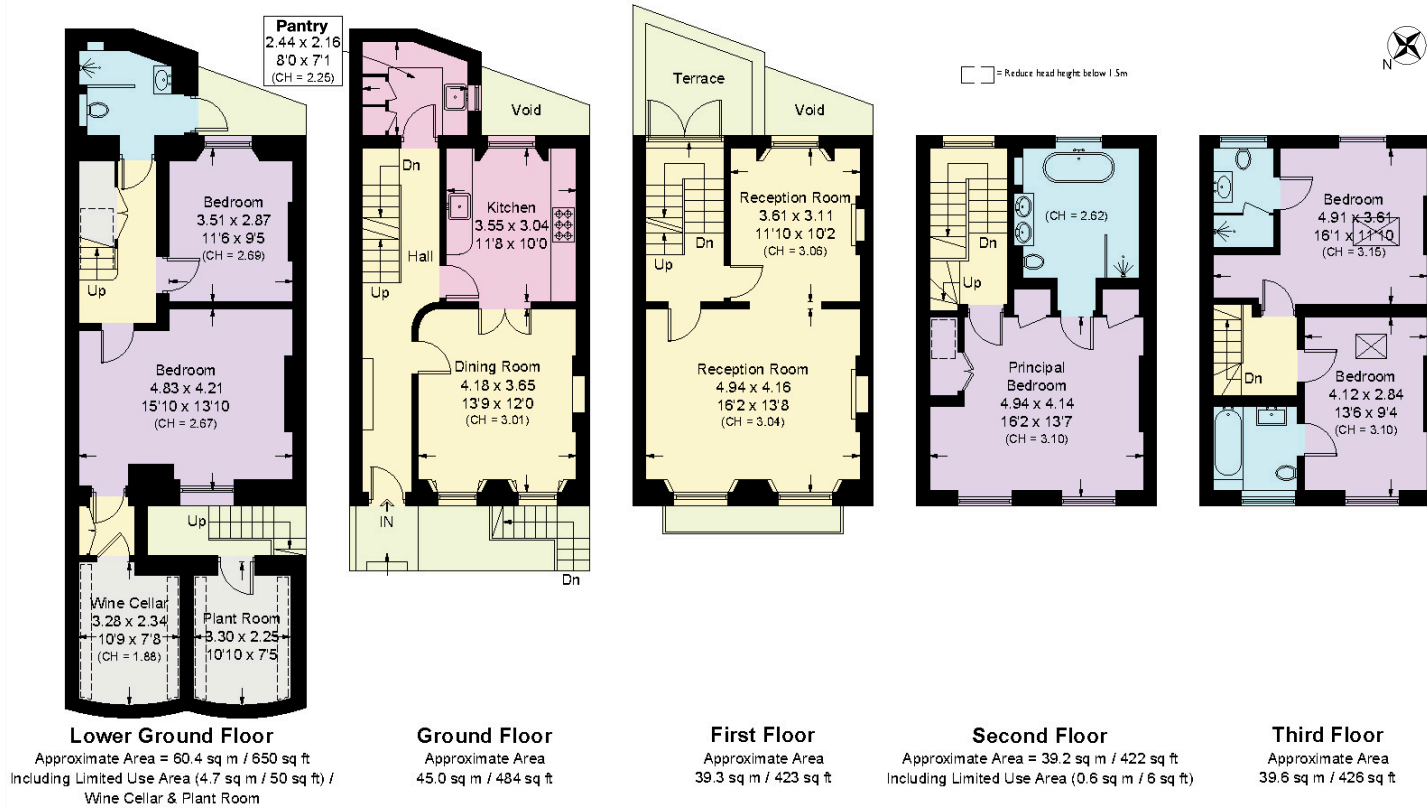 Pantry
2.44 x 2.16
8'0 x 7'1
(CH = 2.25)
N
= Reduce head height below 1.5m
Bedroom
3.51 x 2.87
11'6 x 9'5
(CH = 2.69)
Up
Bedroom
4.83 x 4.21
15'10 x 13'10
(CH = 2.67)
Up
Wine Cellar
3.28 x 2.34
10'9 x 7'8
(CH = 1.88)
Plant Room
3.30 x 2.25
10'10 x 7'5
Lower Ground Floor
Approximate Area = 60.4 sq m / 650 sq ft
Including Limited Use Area (4.7 sq m / 50 sq ft) /
Wine Cellar & Plant Room
Void
Dn
Kitchen
3.55 x 3.04
11'8 x 10'0
Hall
Up
Dining Room
4.18 x 3.65
13'9 x 12'0
(CH = 3.01)
IN
Dn
Ground Floor
Approximate Area
45.0 sq m / 484 sq ft
Terrace
Void
Reception Room
3.61 x 3.11
11'10 x 10'2
(CH = 3.06)
Dn
Up
Reception Room
4.94 x 4.16
16'2 x 13'8
(CH = 3.04)
First Floor
Approximate Area
39.3 sq m / 423 sq ft
(CH = 2.62)
Dn
Up
Principal
Bedroom
4.94 x 4.14
16'2 x 13'7
(CH = 3.10)
Second Floor
Approximate Area = 39.2 sq m / 422 sq ft
Including Limited Use Area (0.6 sq m / 6 sq ft)
Bedroom
4.91 x 3.61
16'1 x 11'10
(CH = 3.15)
Dn
Bedroom
4.12 x 2.84
13'6 x 9'4
(CH = 3.10)
Third Floor
Approximate Area
39.6 sq m / 426 sq ft